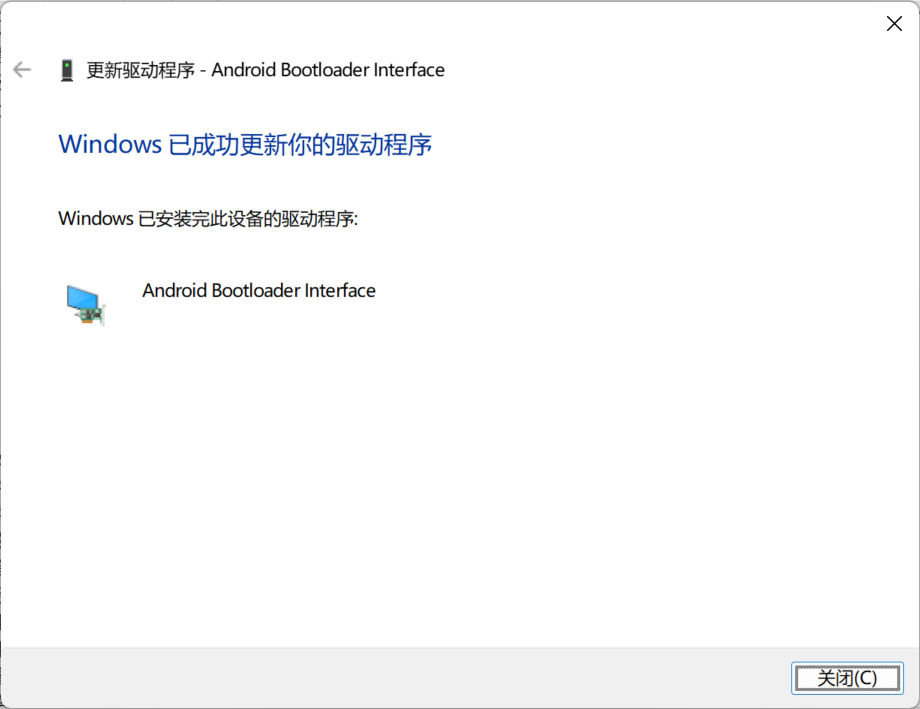 更新驱动程序 - Android Bootloader Interface
Windows 已成功更新你的驱动程序
Windows 已安装完此设备的驱动程序:
Android Bootloader Interface
关闭(C)